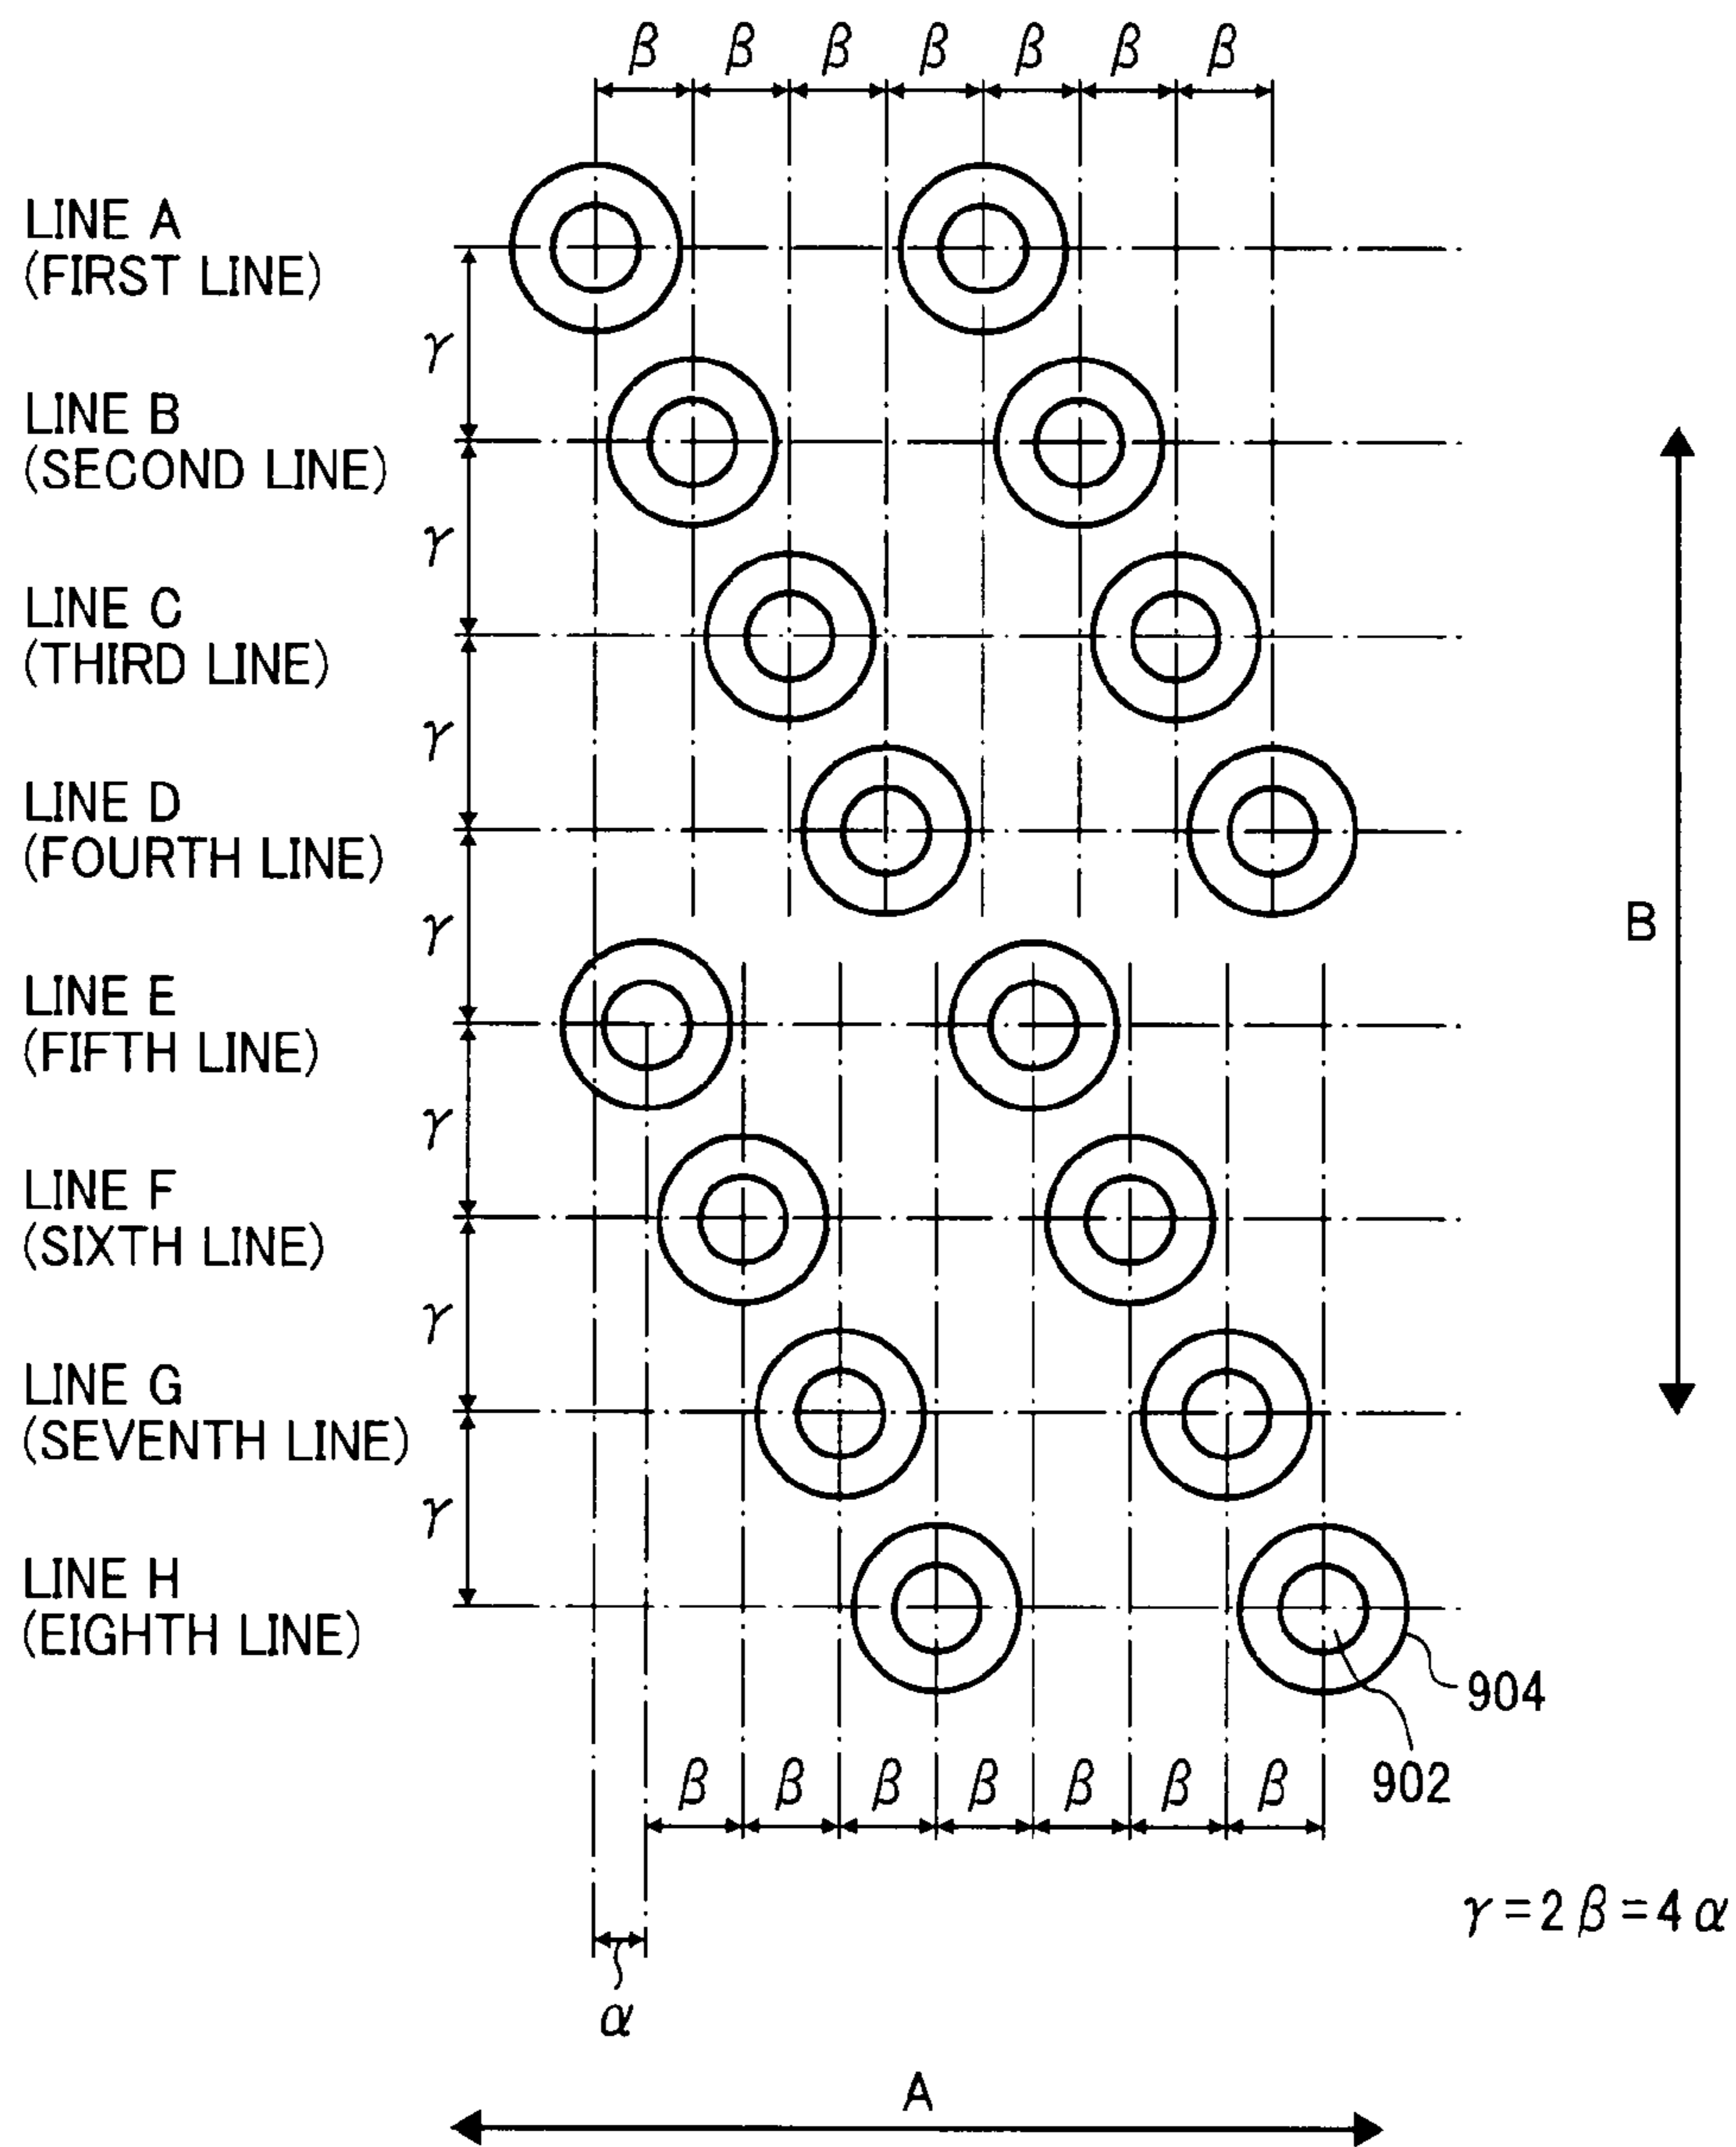 β β β β β β β
LINE A
(FIRST LINE)
γ
LINE B
(SECOND LINE)
γ
LINE C
(THIRD LINE)
γ
LINE D
(FOURTH LINE)
γ
B
LINE E
(FIFTH LINE)
γ
LINE F
(SIXTH LINE)
γ
LINE G
(SEVENTH LINE)
γ
LINE H
(EIGHTH LINE)
904
902
β β β β β β β
γ=2β=4α
α
A